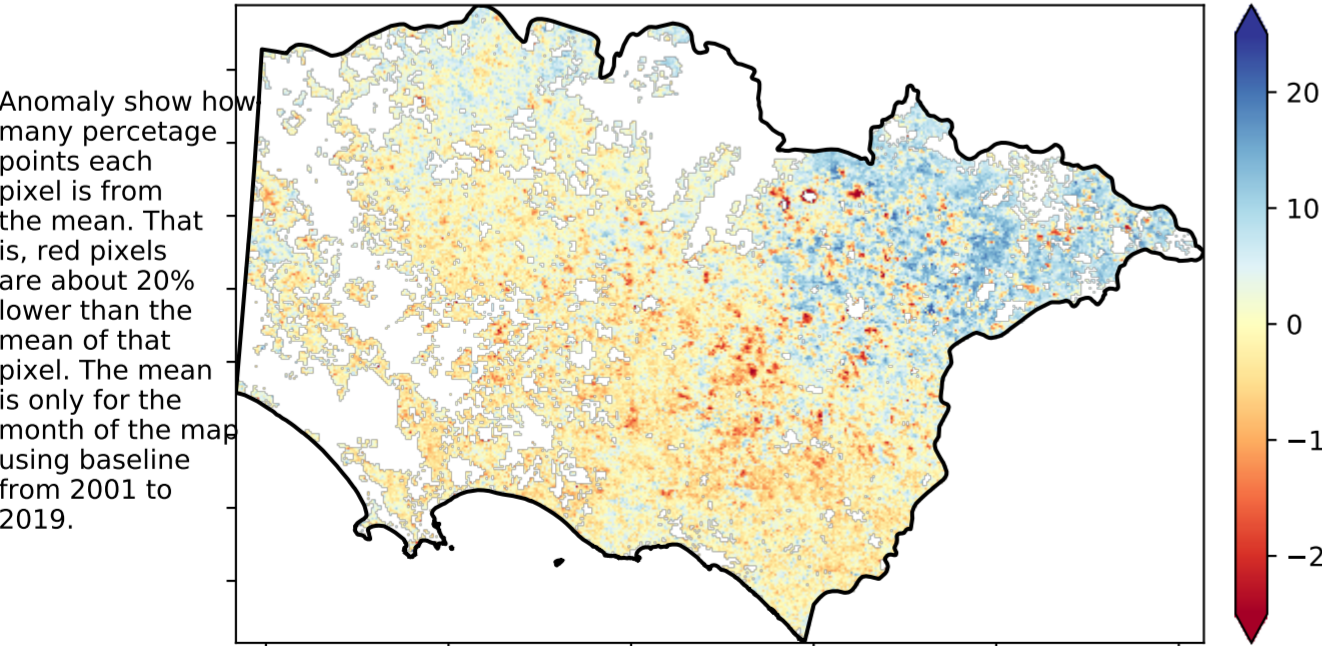 Anomaly show how
many percetage
points each
pixel is from
the mean. That
is, red pixels
are about 20%
lower than the
mean of that
pixel. The mean
is only for the
month of the map
using baseline
from 2001 to
2019.
20
10
0
−1
−2